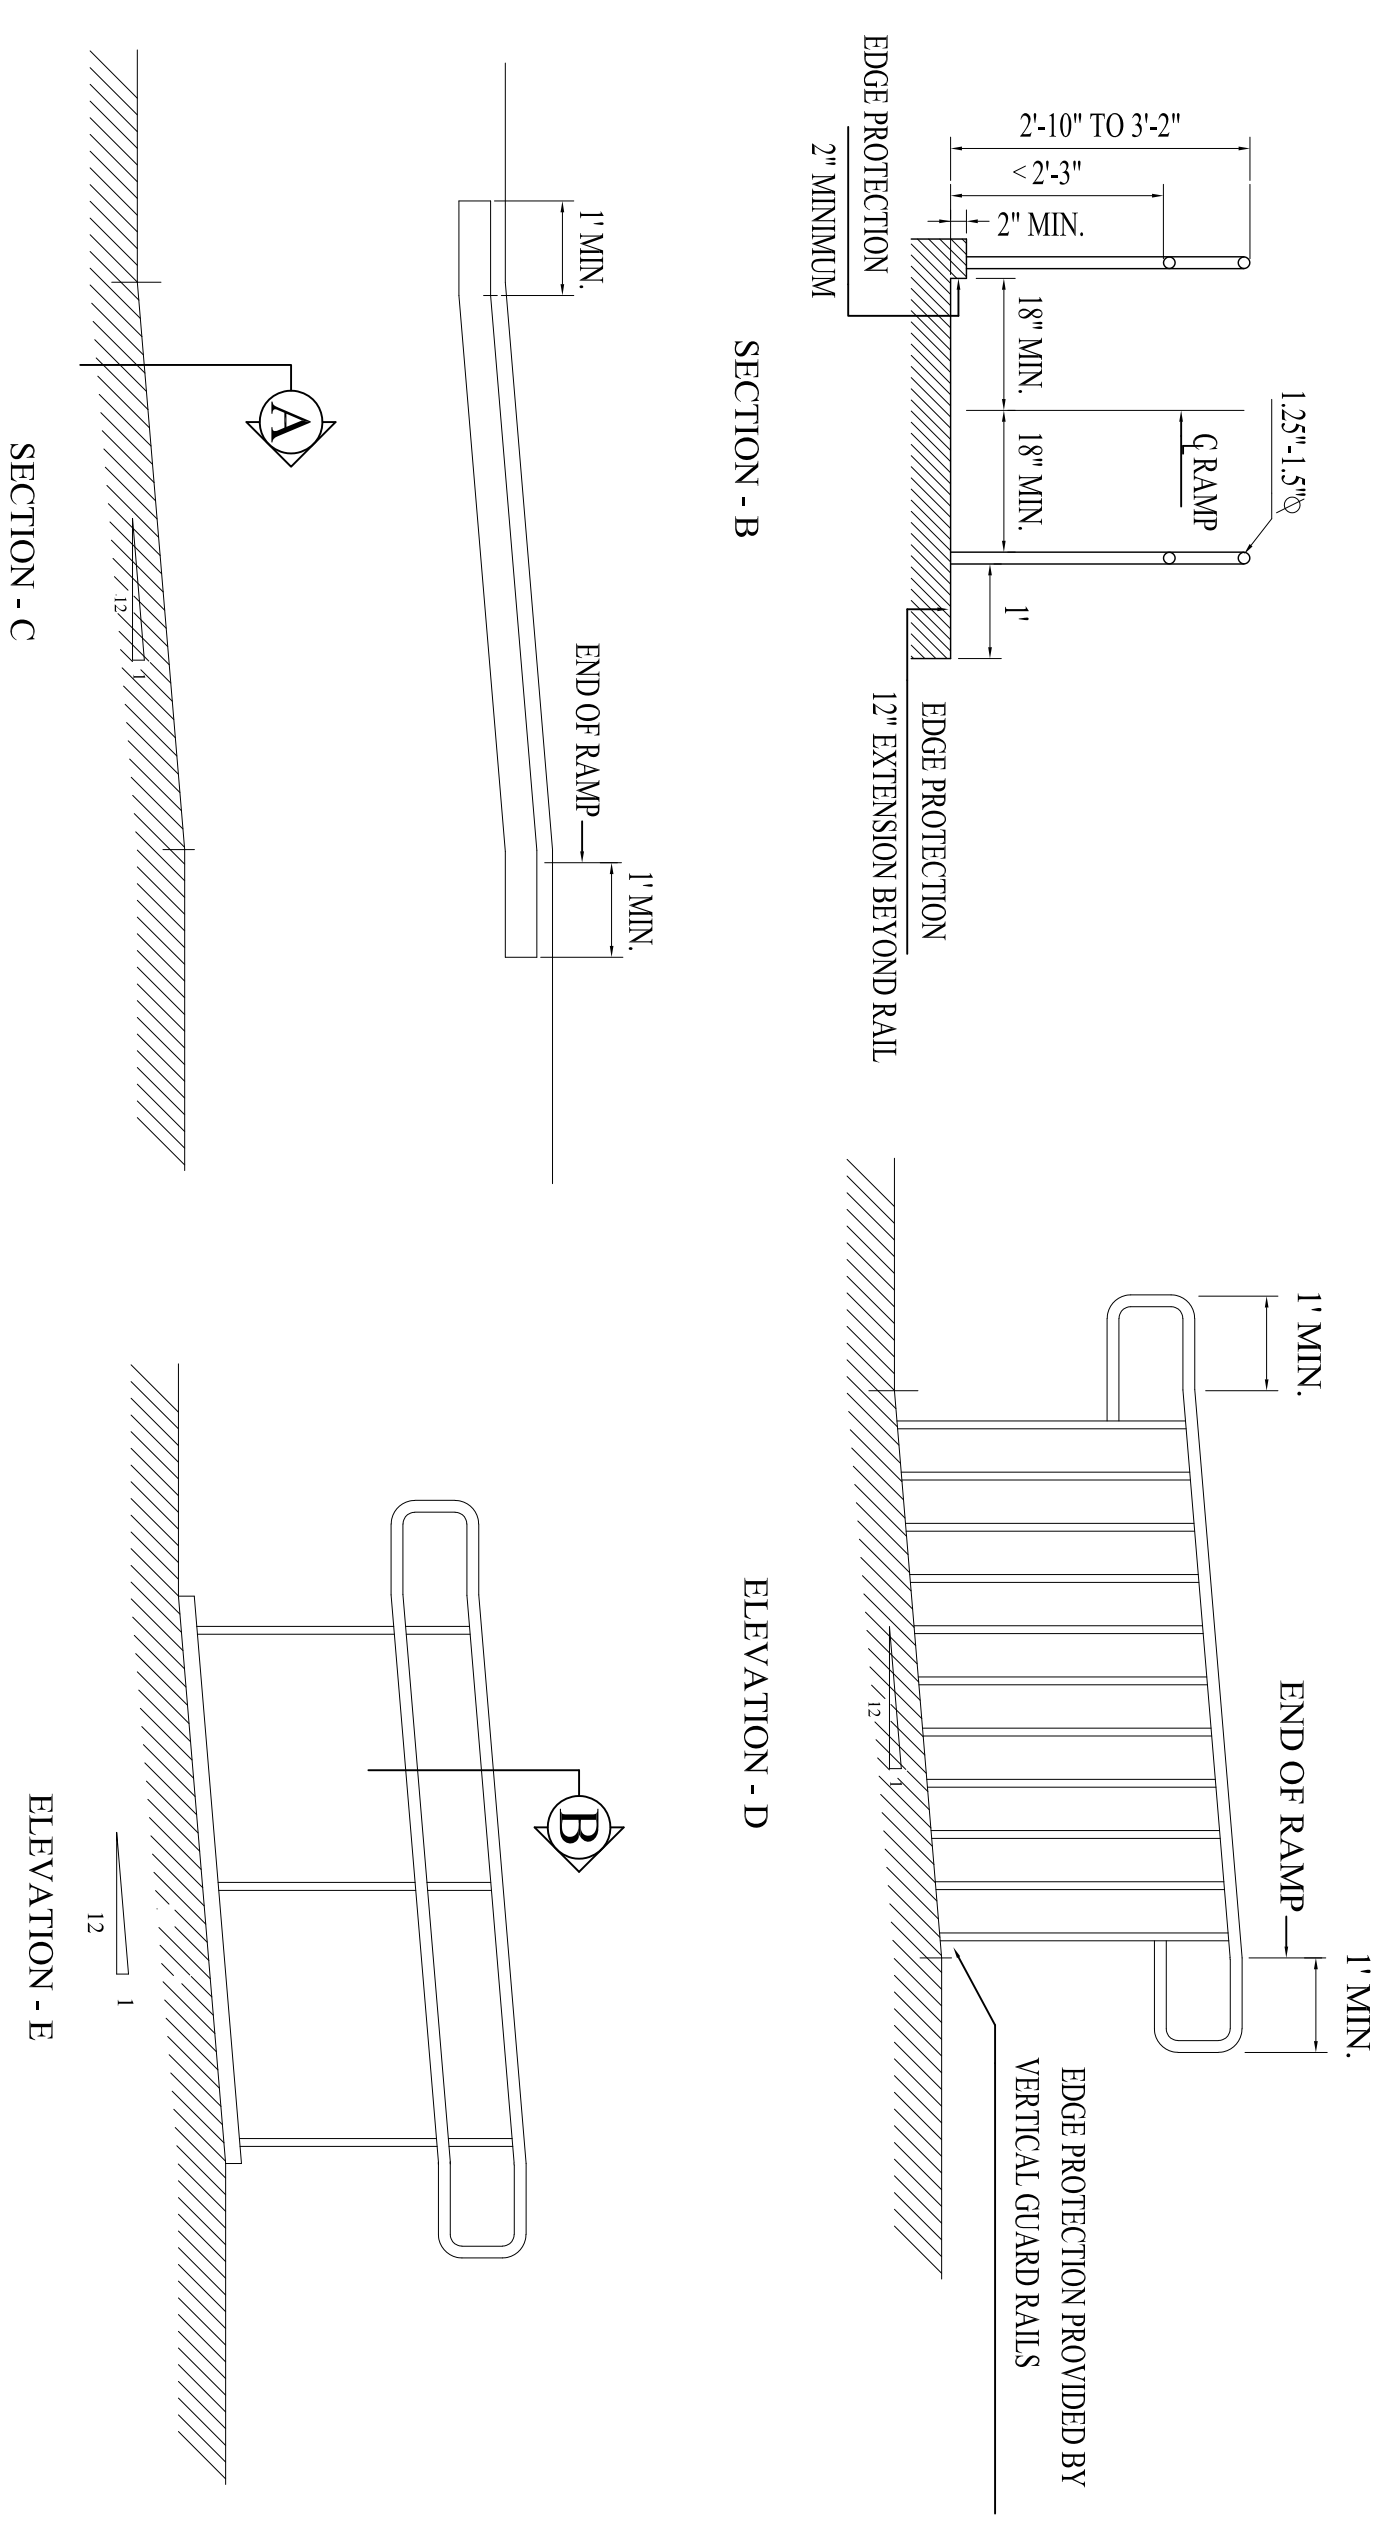 1.25"-1.5"⌀
℄ RAMP
2'-10" TO 3'-2"
< 2'-3"
2" MIN.
18" MIN.
18" MIN.
1'
EDGE PROTECTION
2" MINIMUM
EDGE PROTECTION
12" EXTENSION BEYOND RAIL
SECTION - B
1' MIN.
END OF RAMP
1' MIN.
EDGE PROTECTION PROVIDED BY
VERTICAL GUARD RAILS
12
1
ELEVATION - D
1' MIN.
END OF RAMP
1' MIN.
A
12
1
SECTION - C
B
12
1
ELEVATION - E